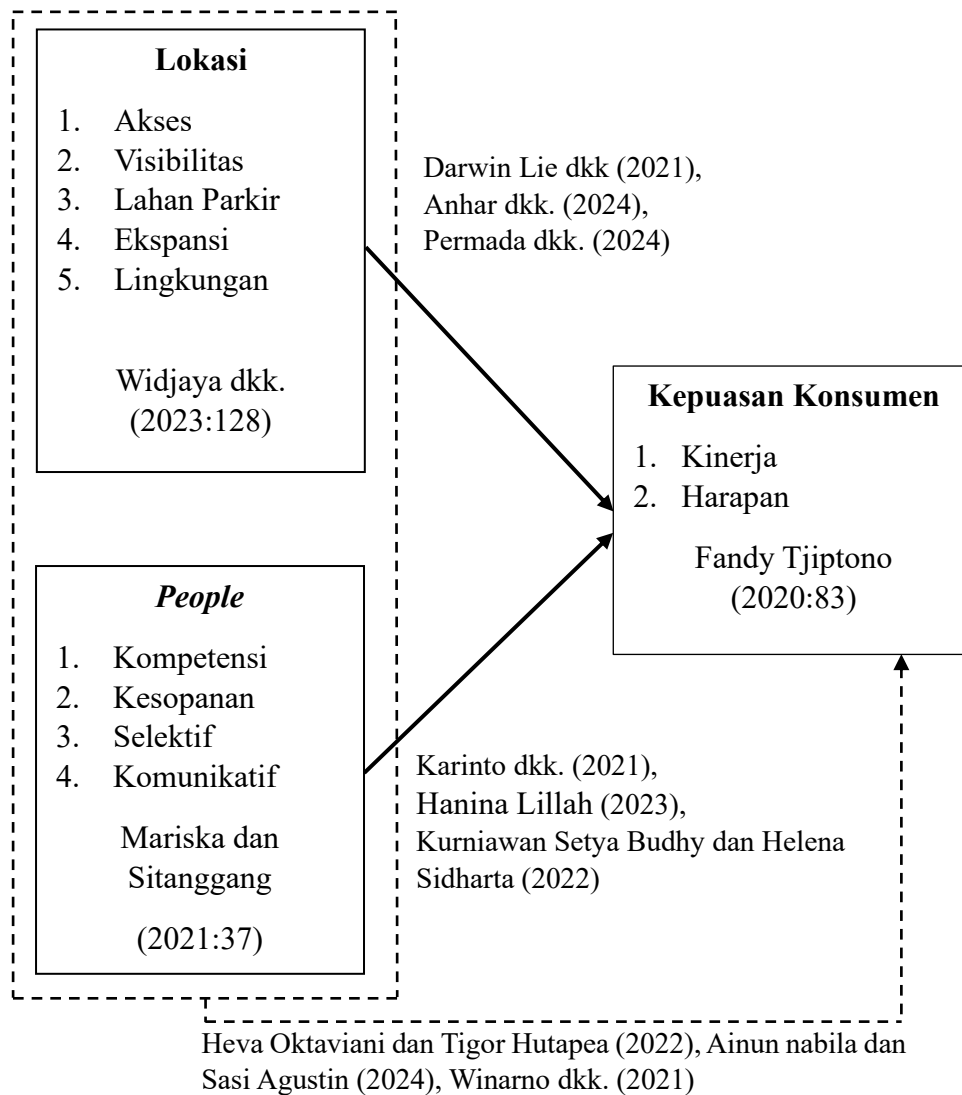 Lokasi
1. Akses
2. Visibilitas
3. Lahan Parkir
4. Ekspansi
5. Lingkungan
Widjaya dkk.
(2023:128)
Darwin Lie dkk (2021),
Anhar dkk. (2024),
Permada dkk. (2024)
Kepuasan Konsumen
1. Kinerja
2. Harapan
Fandy Tjiptono
(2020:83)
People
1. Kompetensi
2. Kesopanan
3. Selektif
4. Komunikatif
Mariska dan
Sitanggang
(2021:37)
Karinto dkk. (2021),
Hanina Lillah (2023),
Kurniawan Setya Budhy dan Helena
Sidharta (2022)
Heva Oktaviani dan Tigor Hutapea (2022), Ainun nabila dan
Sasi Agustin (2024), Winarno dkk. (2021)